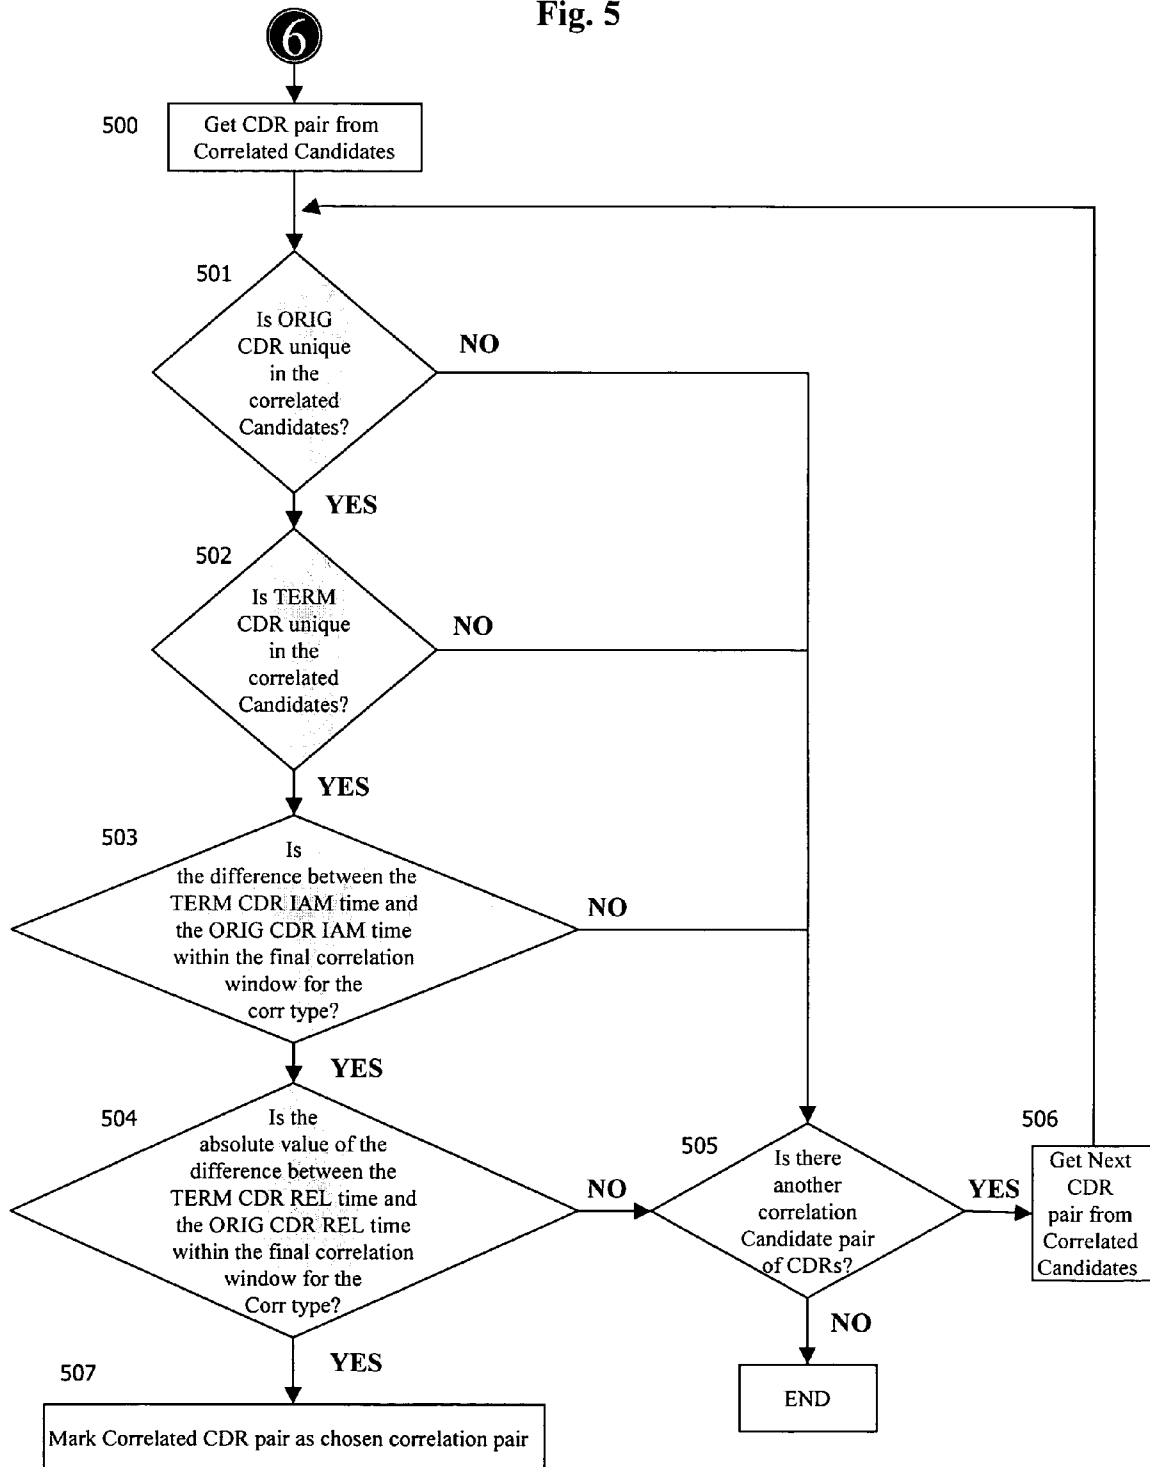 Fig. 5
6
500
Get CDR pair from
Correlated Candidates
501
Is ORIG
CDR unique
in the
correlated
Candidates?
NO
YES
502
Is TERM
CDR unique
in the
correlated
Candidates?
NO
YES
503
Is
the difference between the
TERM CDR IAM time and
the ORIG CDR IAM time
within the final correlation
window for the
corr type?
NO
YES
504
Is the
absolute value of the
difference between the
TERM CDR REL time and
the ORIG CDR REL time
within the final correlation
window for the
Corr type?
NO
YES
505
Is there
another
correlation
Candidate pair
of CDRs?
YES
NO
506
Get Next
CDR
pair from
Correlated
Candidates
END
507
Mark Correlated CDR pair as chosen correlation pair